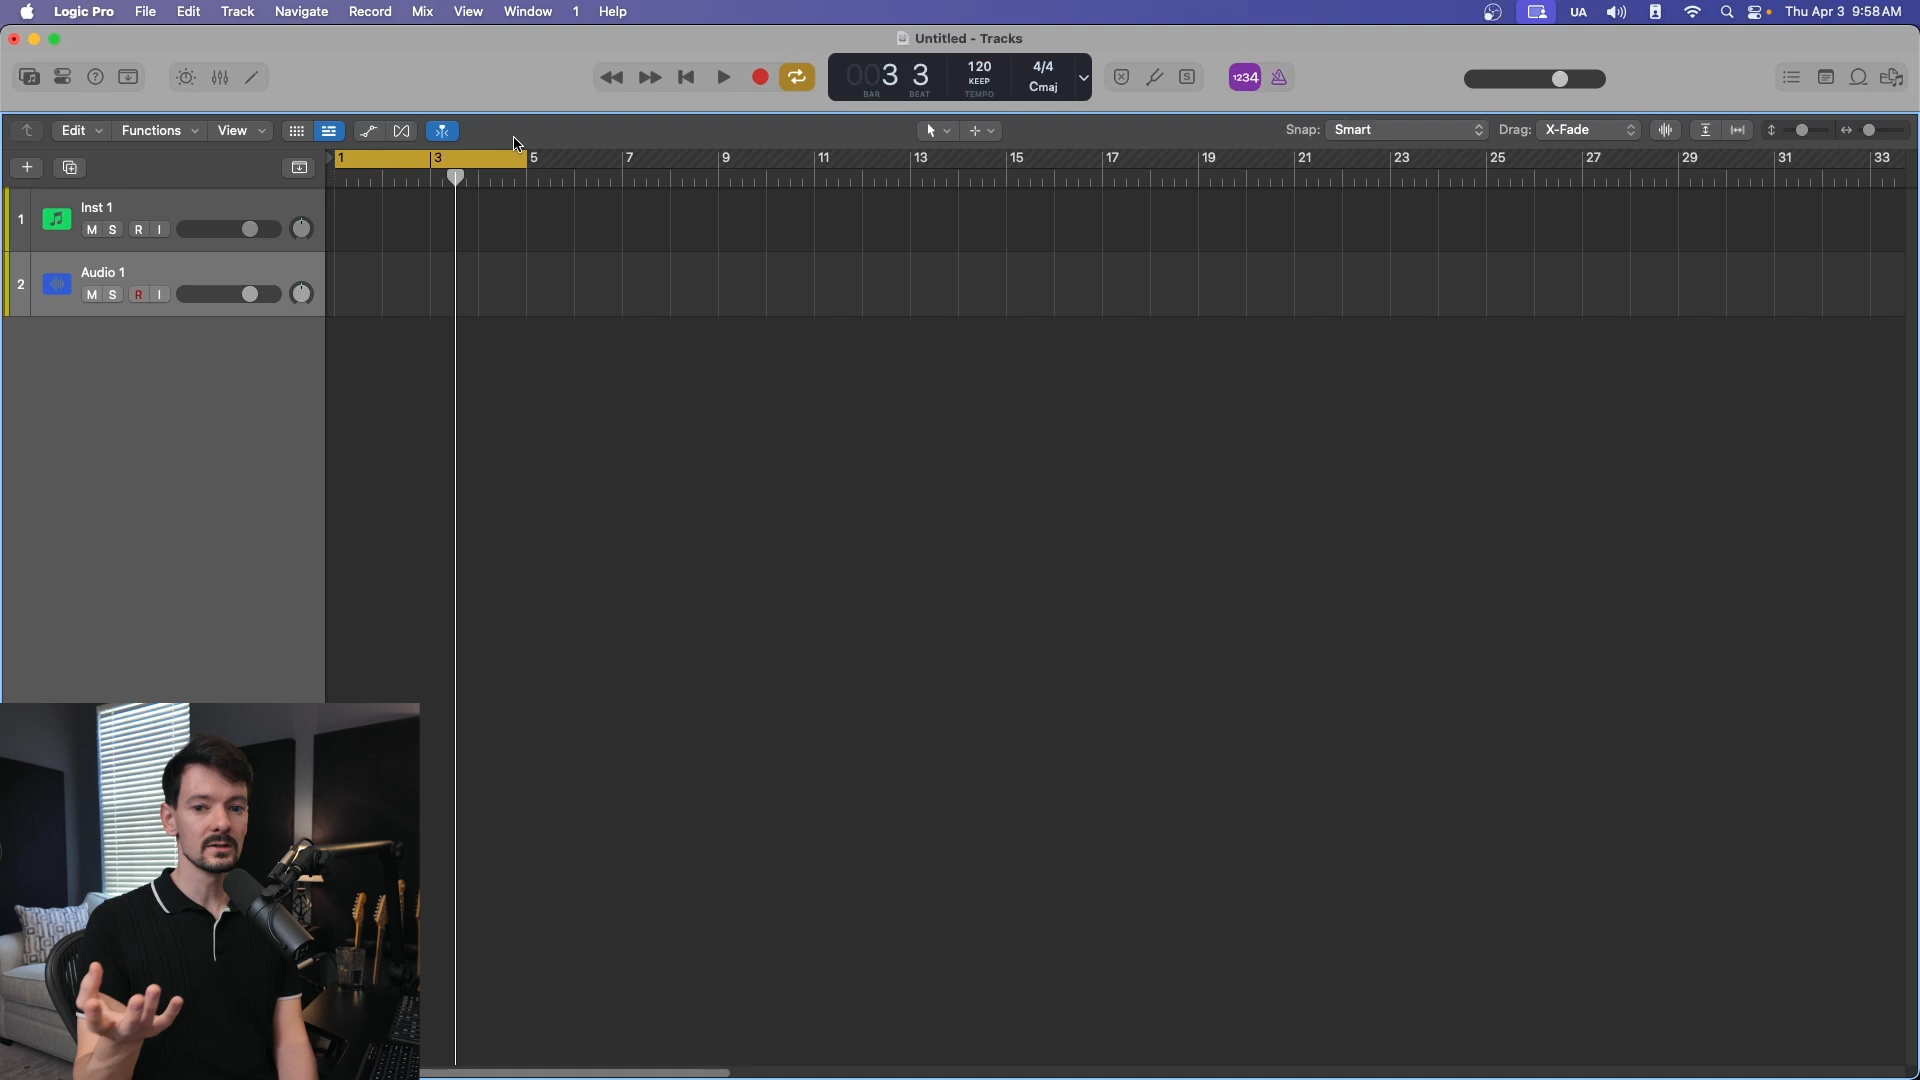 Logic Pro File Edit Track Navigate Record Mix View Window 1 Help UA Thu Apr 3 9:58 AM
Untitled - Tracks
003 3 120 4/4
KEEP Cmaj
BAR BEAT TEMPO
1234
S
Edit Functions View Snap: Smart Drag: X-Fade
1 3 5 7 9 11 13 15 17 19 21 23 25 27 29 31 33
1 Inst 1
M S R I
2 Audio 1
M S R I